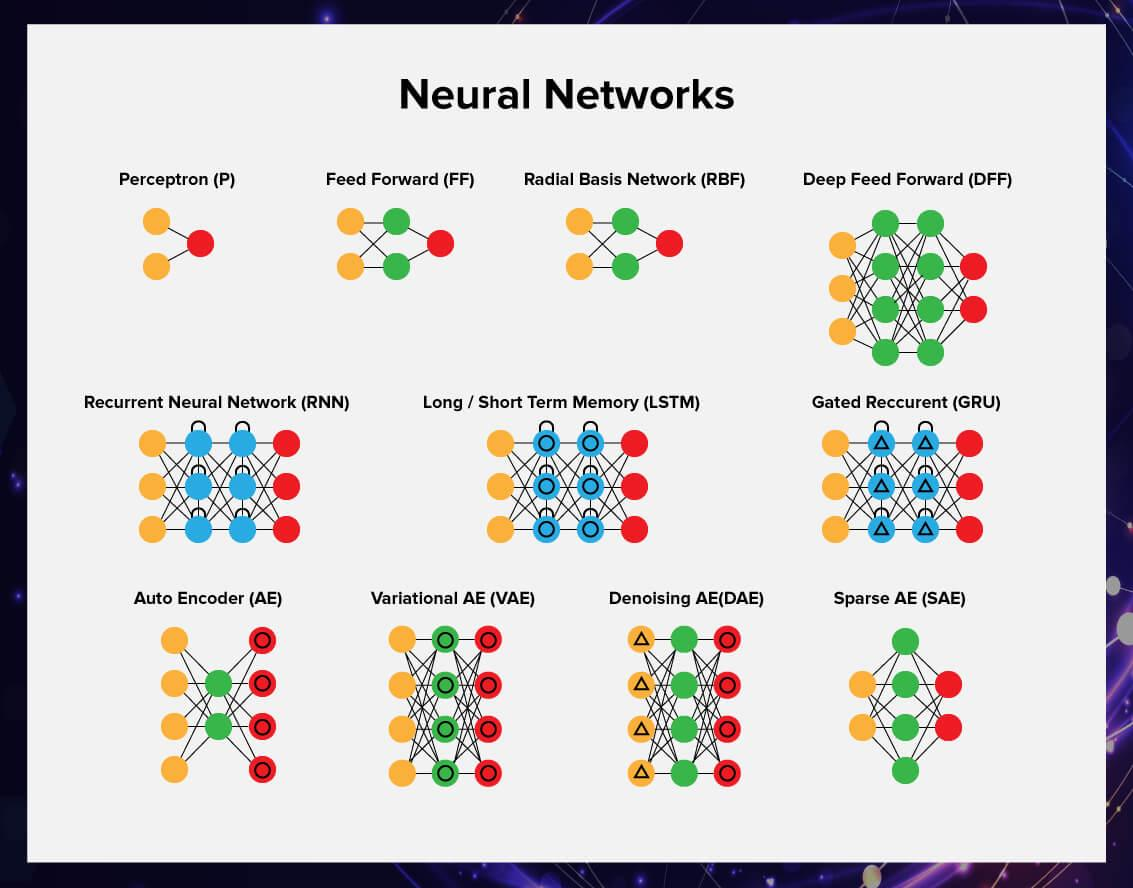 Neural Networks
Perceptron (P)
Feed Forward (FF)
Radial Basis Network (RBF)
Deep Feed Forward (DFF)
Recurrent Neural Network (RNN)
Long / Short Term Memory (LSTM)
Gated Reccurent (GRU)
Auto Encoder (AE)
Variational AE (VAE)
Denoising AE(DAE)
Sparse AE (SAE)